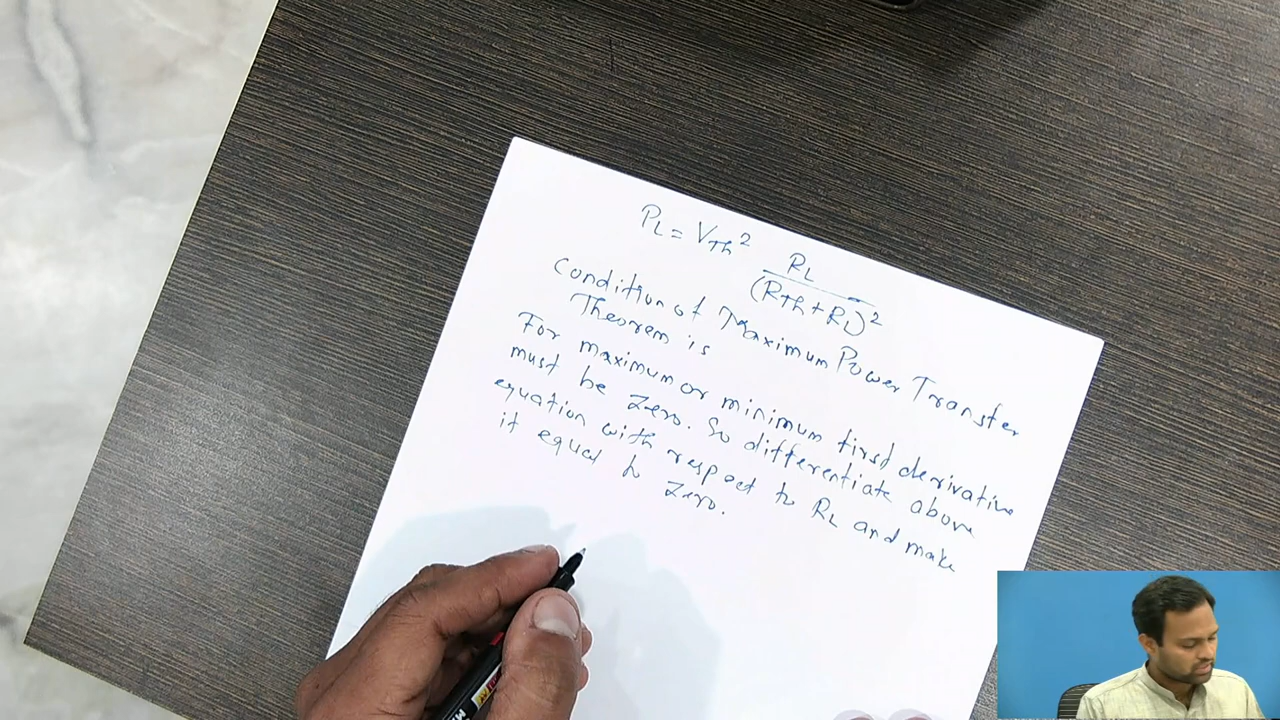 PL = VTh² RL
(RTh + RL)²
Condition of Maximum Power Transfer
Theorem is
For maximum or minimum first derivative
must be zero. So differentiate above
equation with respect to RL and make
it equal to zero.